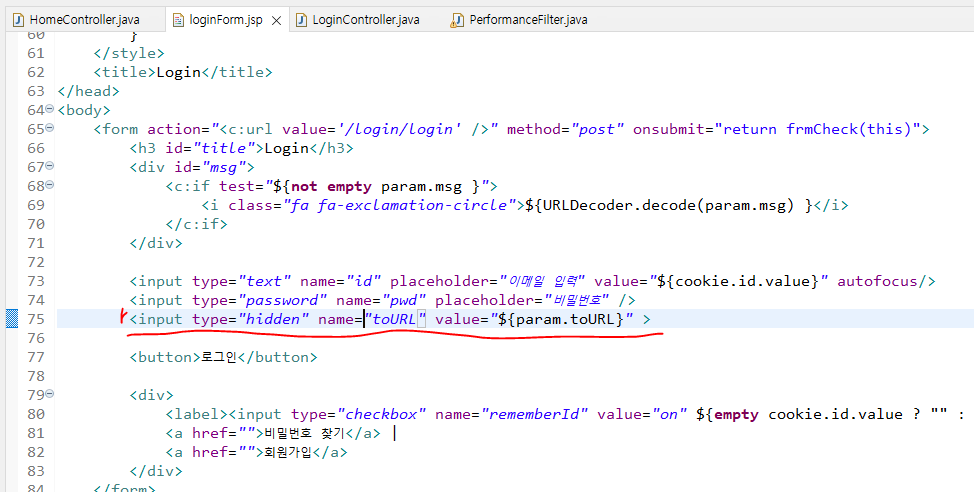 HomeController.java loginForm.jsp LoginController.java PerformanceFilter.java
60 }
61 </style>
62 <title>Login</title>
63 </head>
64 <body>
65 <form action="<c:url value='/login/login' />" method="post" onsubmit="return frmCheck(this)">
66 <h3 id="title">Login</h3>
67 <div id="msg">
68 <c:if test="${not empty param.msg }">
69 <i class="fa fa-exclamation-circle">${URLDecoder.decode(param.msg) }</i>
70 </c:if>
71 </div>
72
73 <input type="text" name="id" placeholder="이메일 입력" value="${cookie.id.value}" autofocus/>
74 <input type="password" name="pwd" placeholder="비밀번호" />
75 <input type="hidden" name="toURL" value="${param.toURL}" >
76
77 <button>로그인</button>
78
79 <div>
80 <label><input type="checkbox" name="rememberId" value="on" ${empty cookie.id.value ? "" :
81 <a href="">비밀번호 찾기</a> |
82 <a href="">회원가입</a>
83 </div>
84 </form>